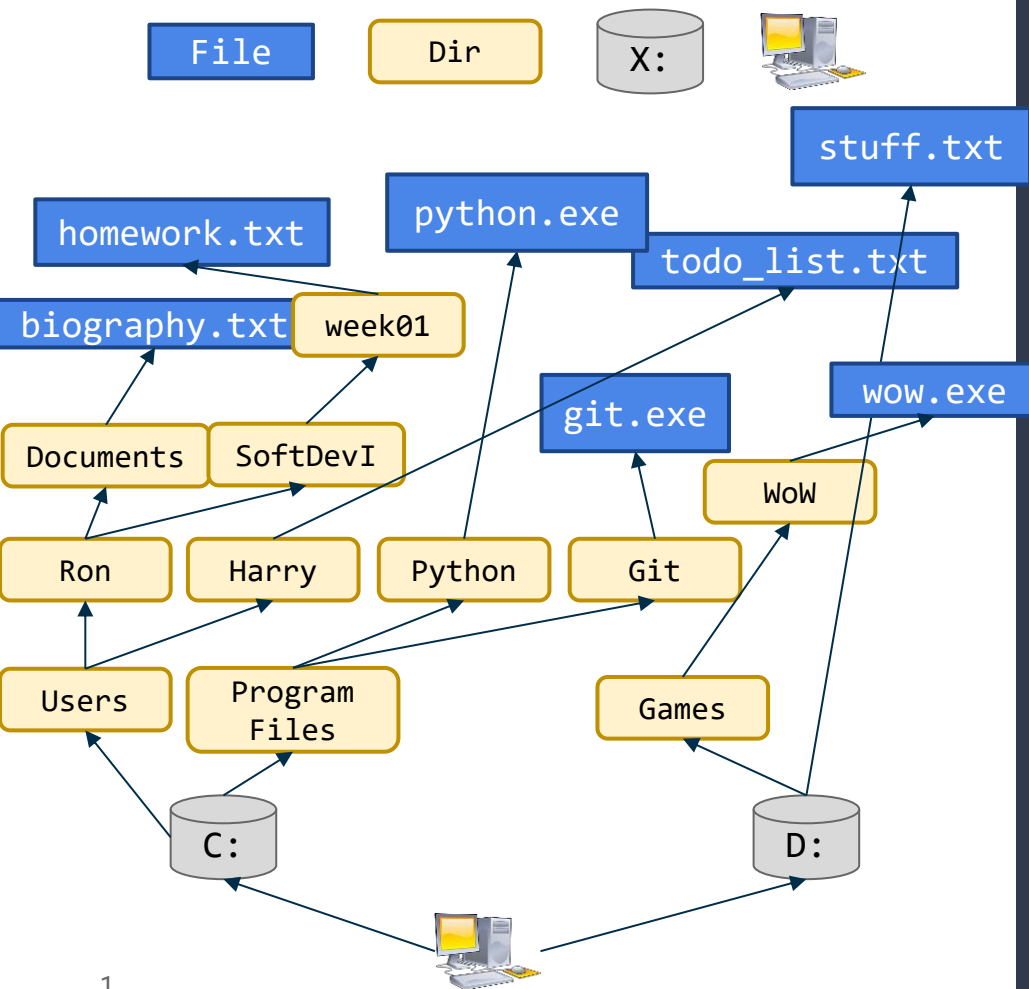 File
Dir
X:
stuff.txt
python.exe
homework.txt
todo_list.txt
biography.txt
week01
wow.exe
git.exe
Documents
SoftDevI
WoW
Ron
Harry
Python
Git
Users
Program
Files
Games
C:
D:
1